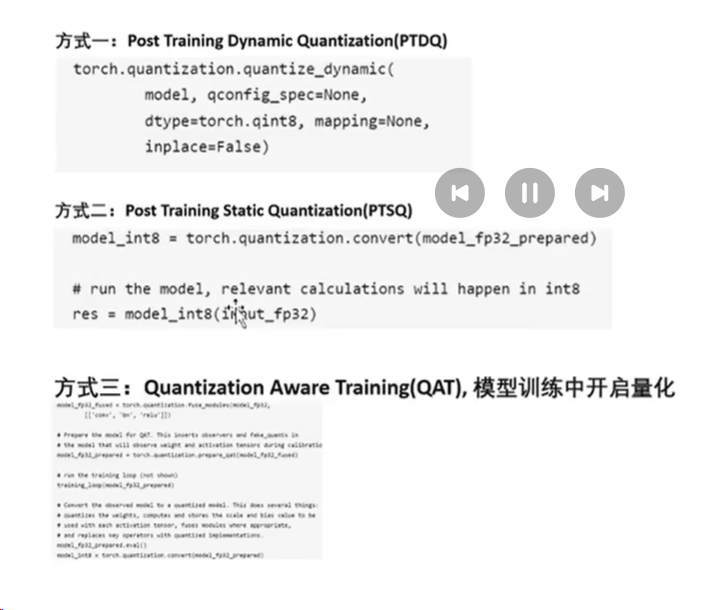 方式一：Post Training Dynamic Quantization(PTDQ)
torch.quantization.quantize_dynamic(
model, qconfig_spec=None,
dtype=torch.qint8, mapping=None,
inplace=False)
方式二：Post Training Static Quantization(PTSQ)
model_int8 = torch.quantization.convert(model_fp32_prepared)
# run the model, relevant calculations will happen in int8
res = model_int8(input_fp32)
方式三：Quantization Aware Training(QAT), 模型训练中开启量化
model_fp32_fused = torch.quantization.fuse_modules(model_fp32,
[['conv', 'bn', 'relu']])
# Prepare the model for QAT. This inserts observers and fake_quants in
# the model that will observe weight and activation tensors during calibratio
model_fp32_prepared = torch.quantization.prepare_qat(model_fp32_fused)
# run the training loop (not shown)
training_loop(model_fp32_prepared)
# Convert the observed model to a quantized model. This does several things:
# quantizes the weights, computes and stores the scale and bias value to be
# used with each activation tensor, fuses modules where appropriate,
# and replaces key operators with quantized implementations.
model_fp32_prepared.eval()
model_int8 = torch.quantization.convert(model_fp32_prepared)